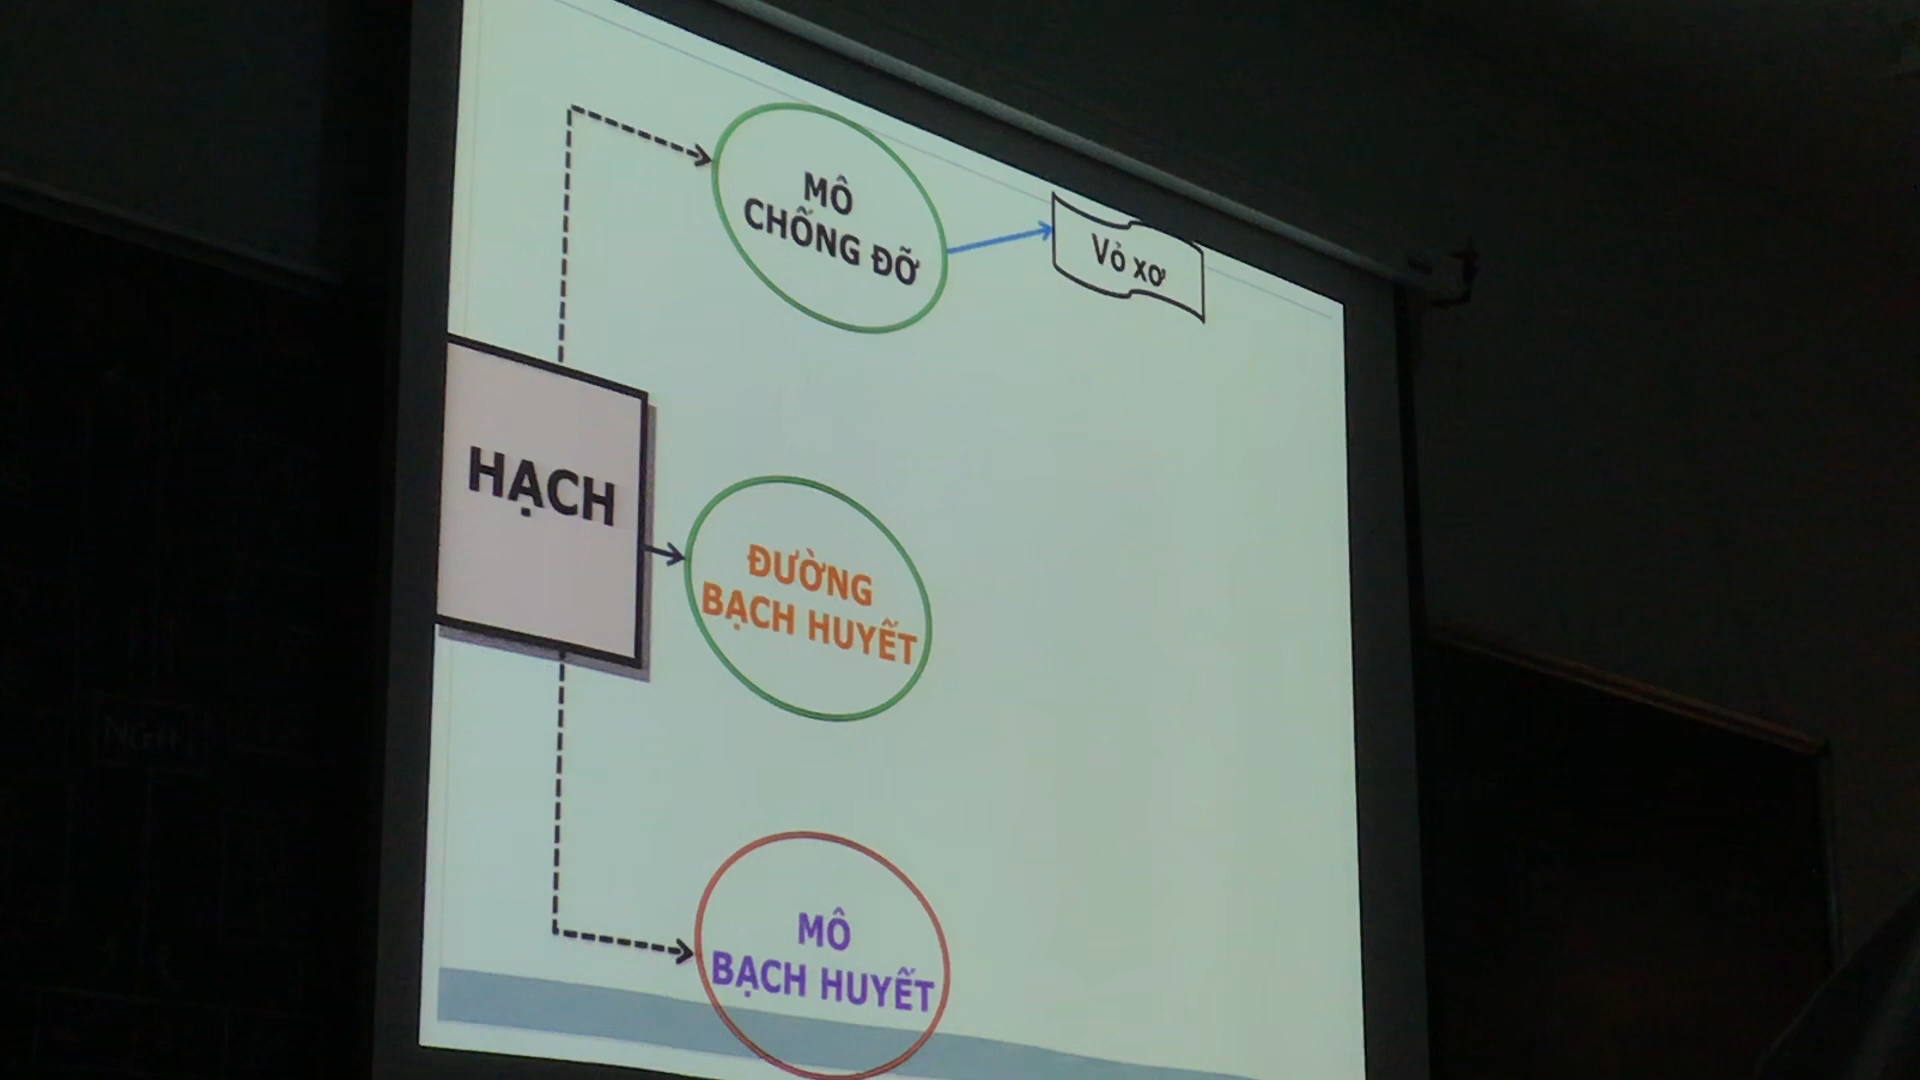 MÔ
CHỐNG ĐỠ
Vỏ xơ
HẠCH
ĐƯỜNG
BẠCH HUYẾT
MÔ
BẠCH HUYẾT